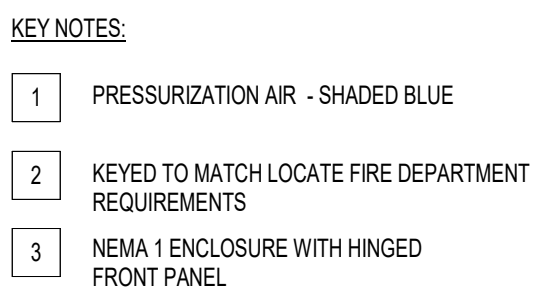 KEY NOTES:
1 PRESSURIZATION AIR - SHADED BLUE
2 KEYED TO MATCH LOCATE FIRE DEPARTMENT
REQUIREMENTS
3 NEMA 1 ENCLOSURE WITH HINGED
FRONT PANEL